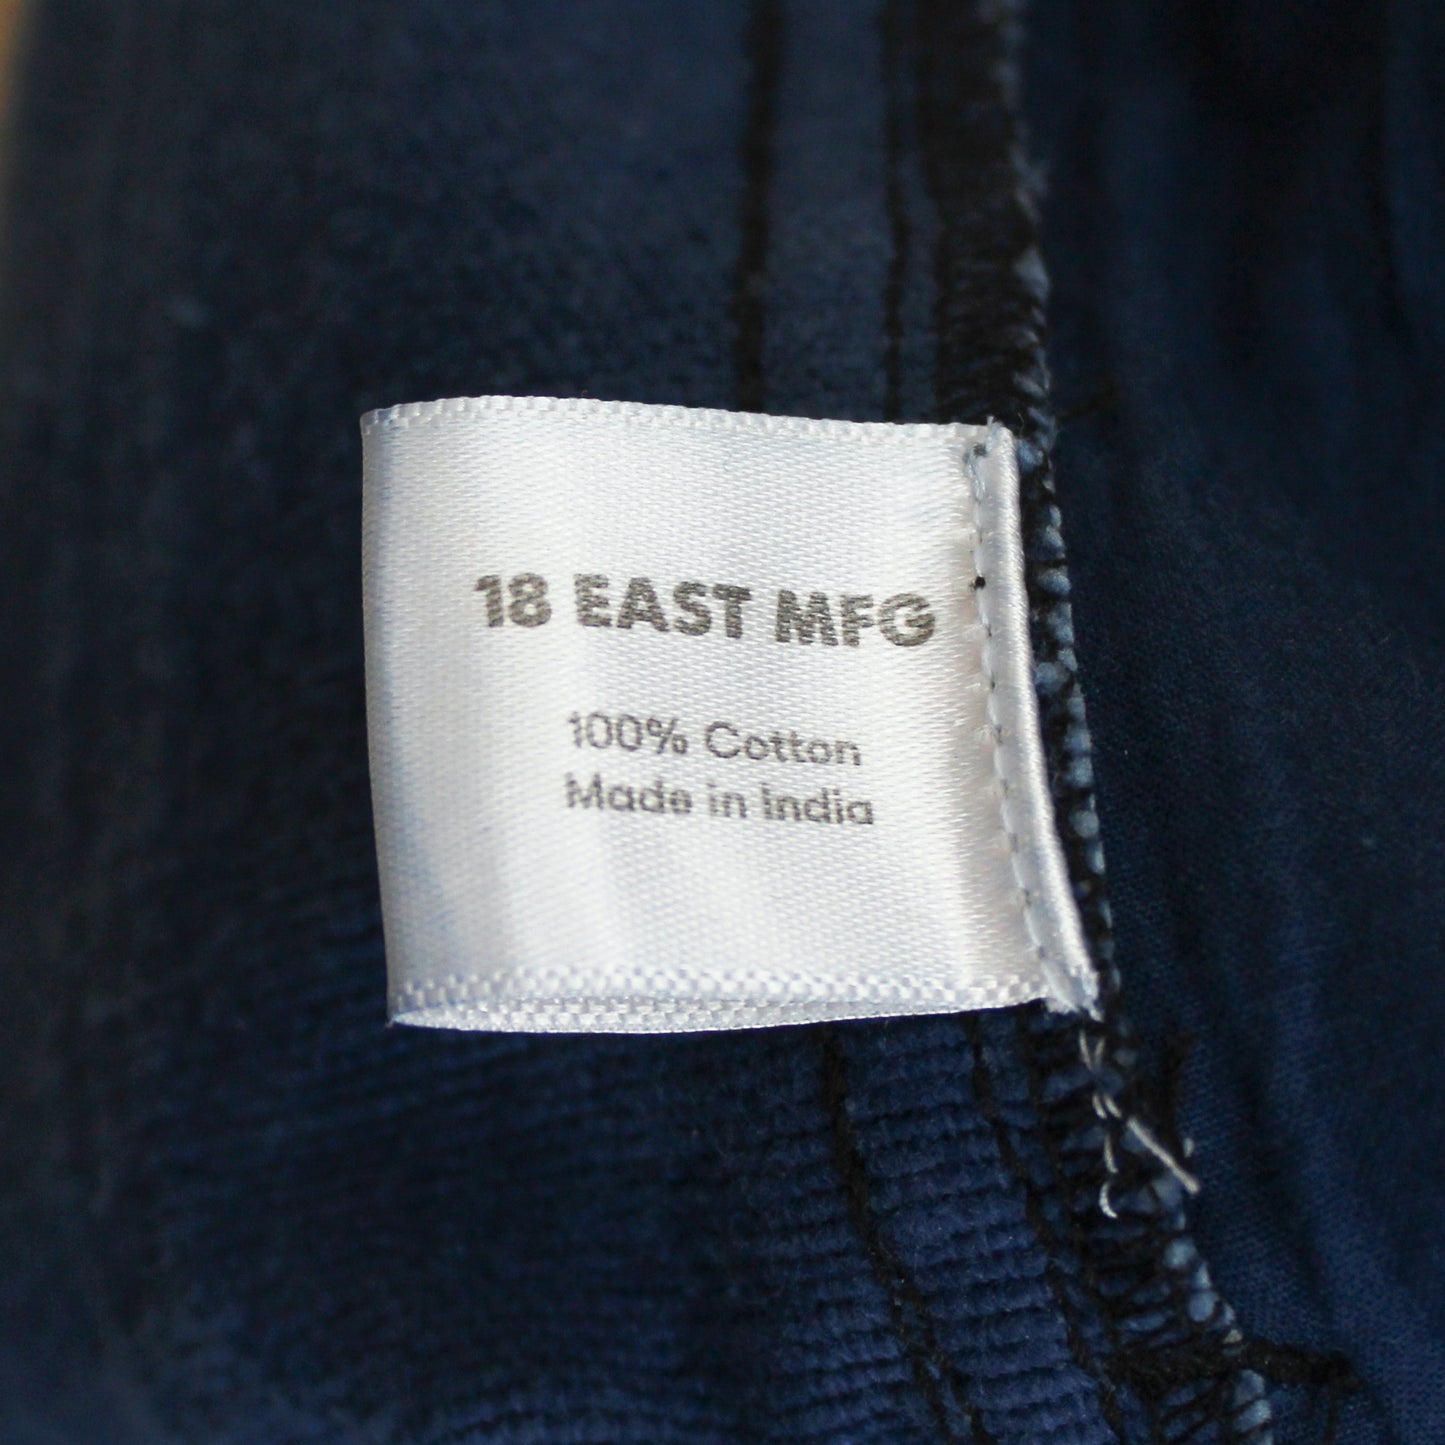 18 EAST MFG
100% Cotton
Made in India